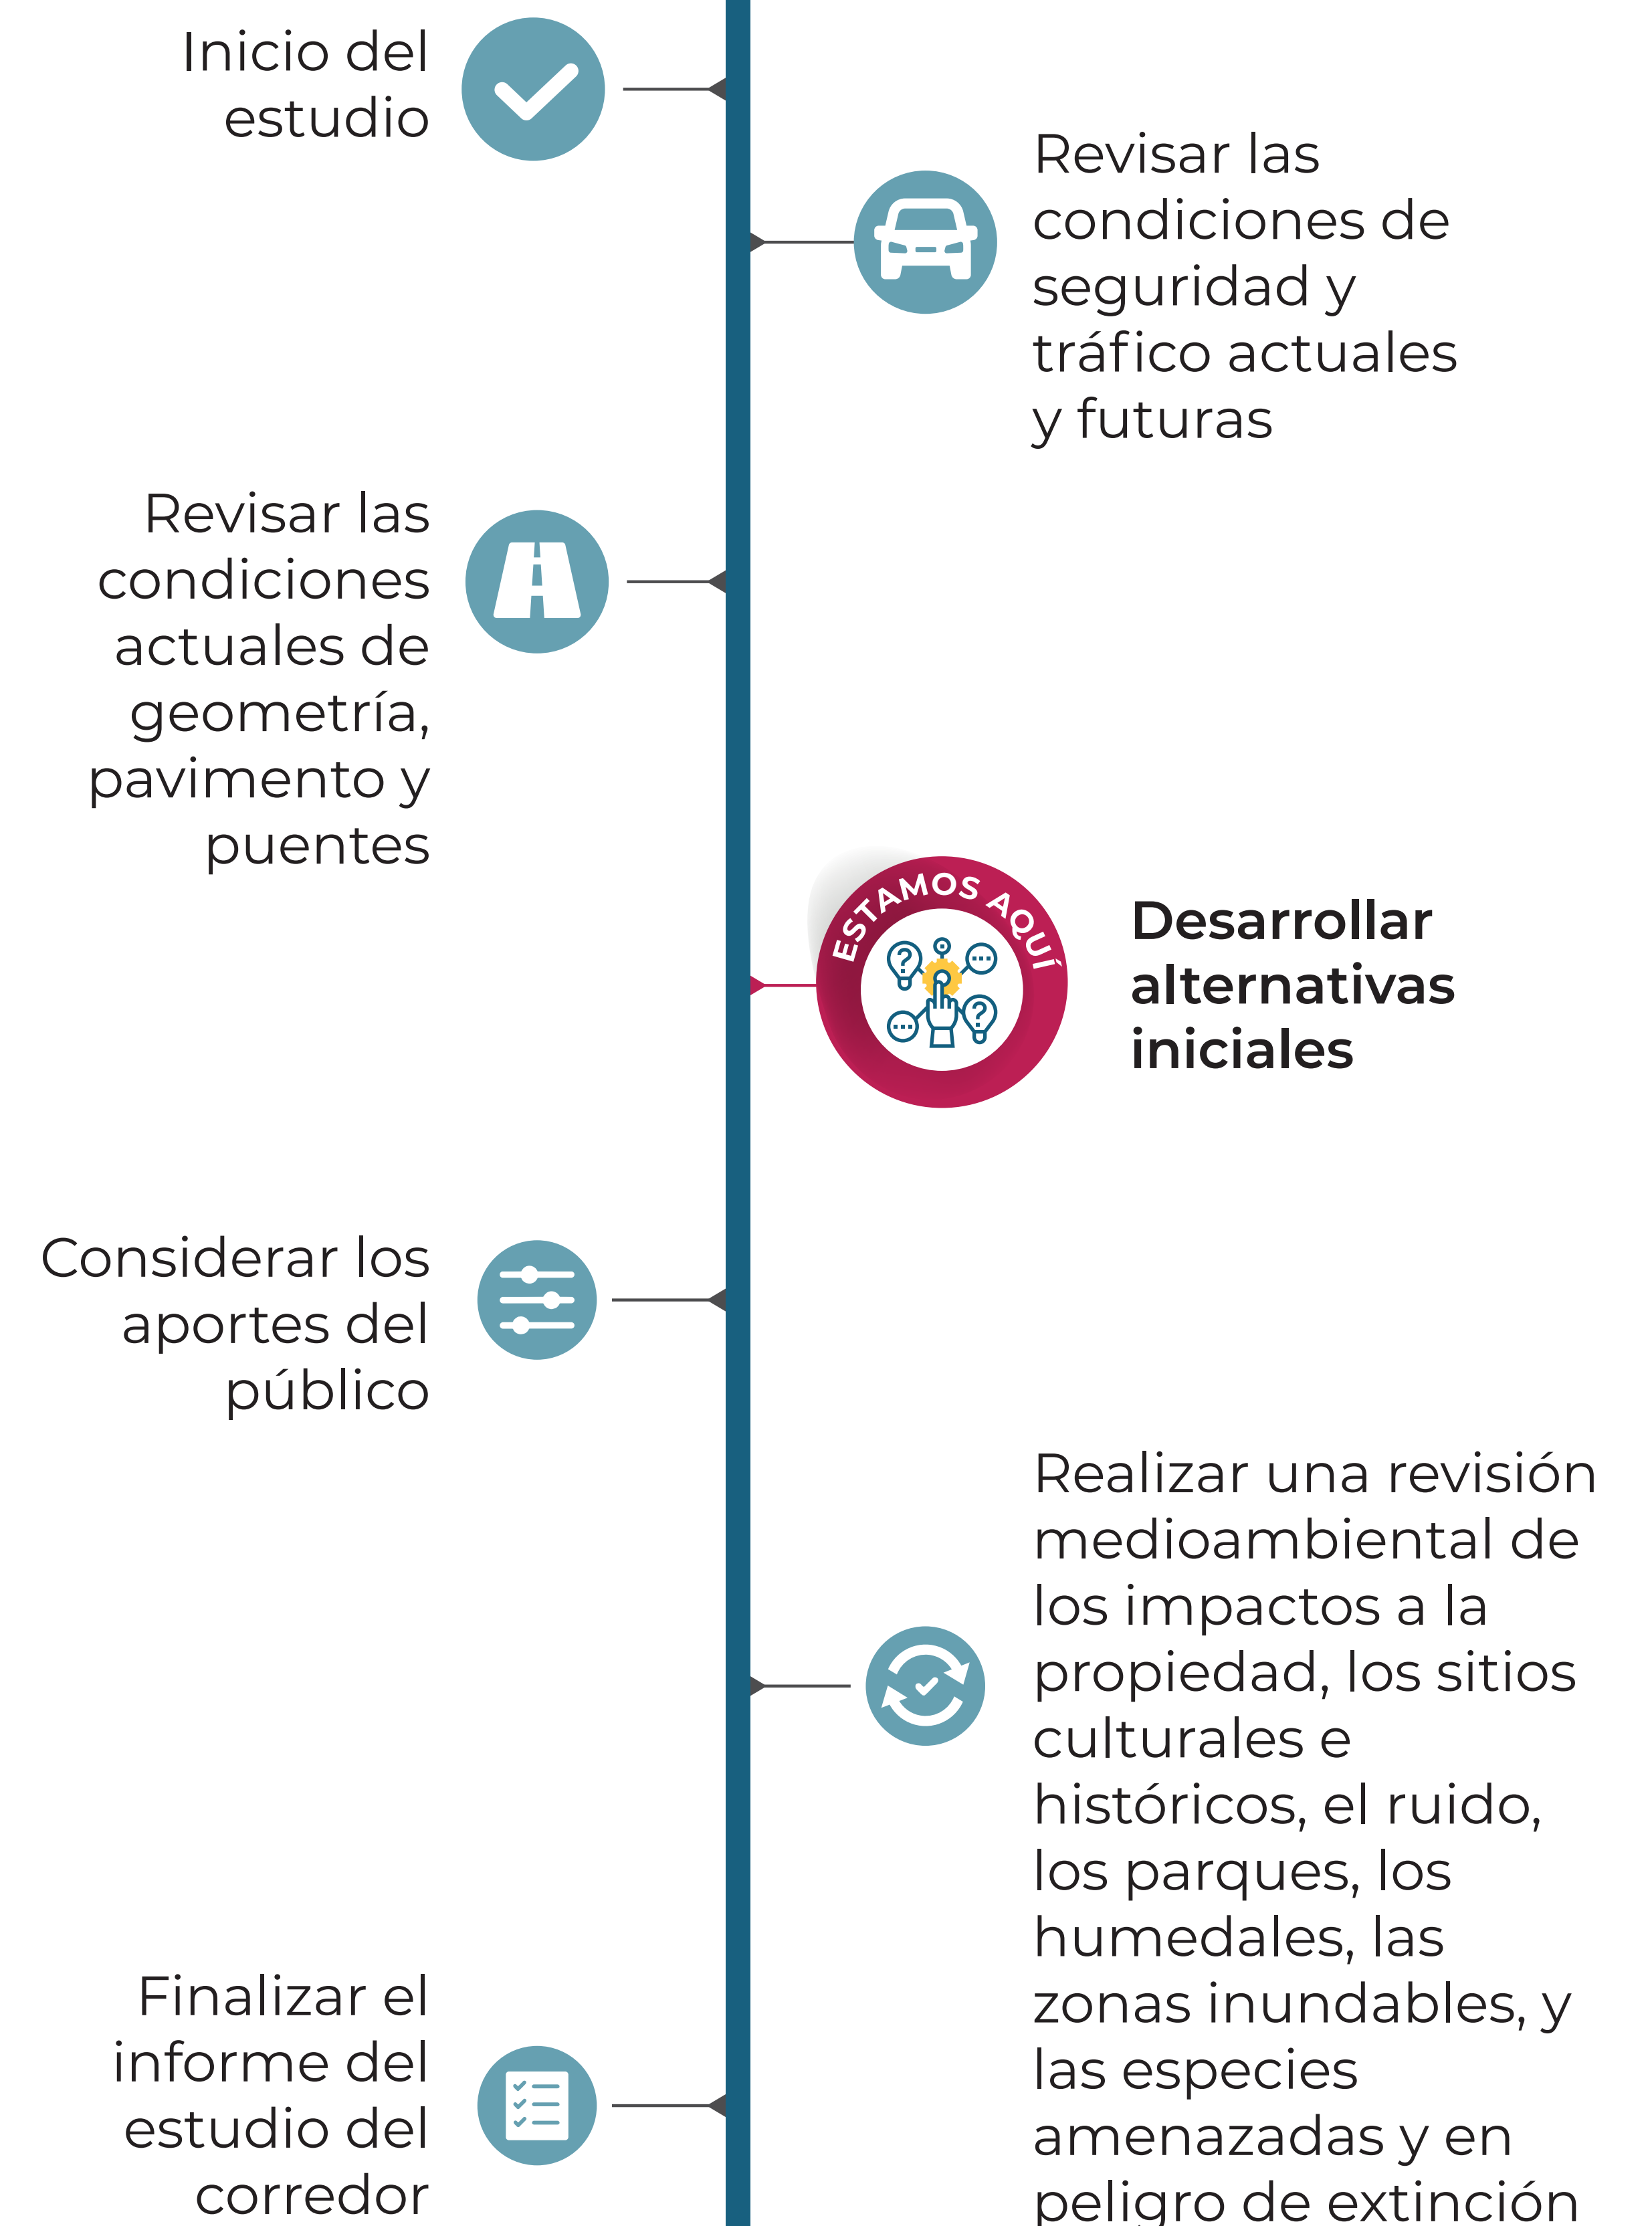 Inicio del
estudio
Revisar las
condiciones de
seguridad y
tráfico actuales
y futuras
Revisar las
condiciones
actuales de
geometría,
pavimento y
puentes
ESTAMOS AQUÍ
Desarrollar
alternativas
iniciales
Considerar los
aportes del
público
Realizar una revisión
medioambiental de
los impactos a la
propiedad, los sitios
culturales e
históricos, el ruido,
los parques, los
humedales, las
zonas inundables, y
las especies
amenazadas y en
peligro de extinción
Finalizar el
informe del
estudio del
corredor